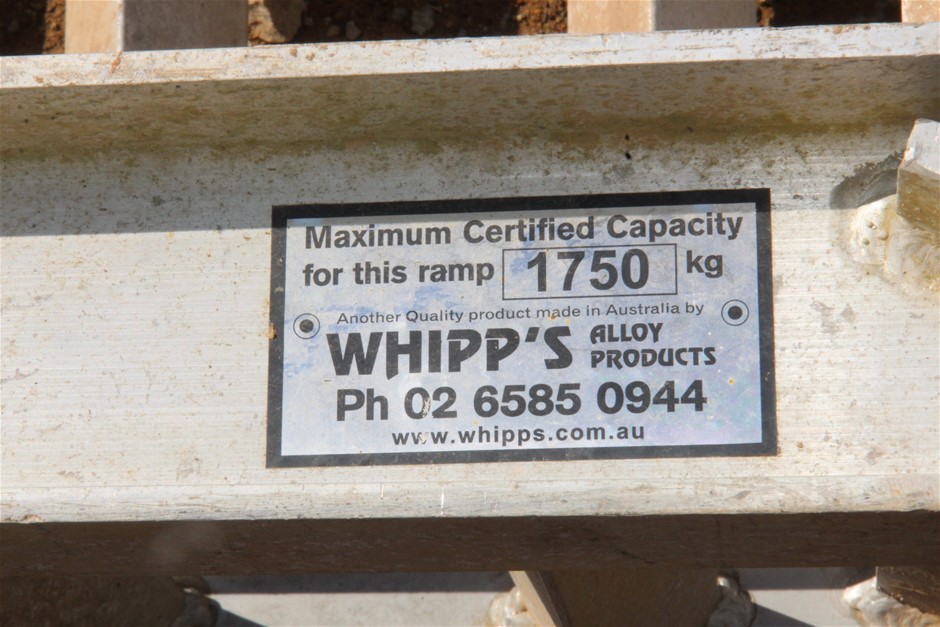 Maximum Certified Capacity
for this ramp 1750 kg
Another Quality product made in Australia by
WHIPP'S ALLOY PRODUCTS
Ph 02 6585 0944
www.whipps.com.au